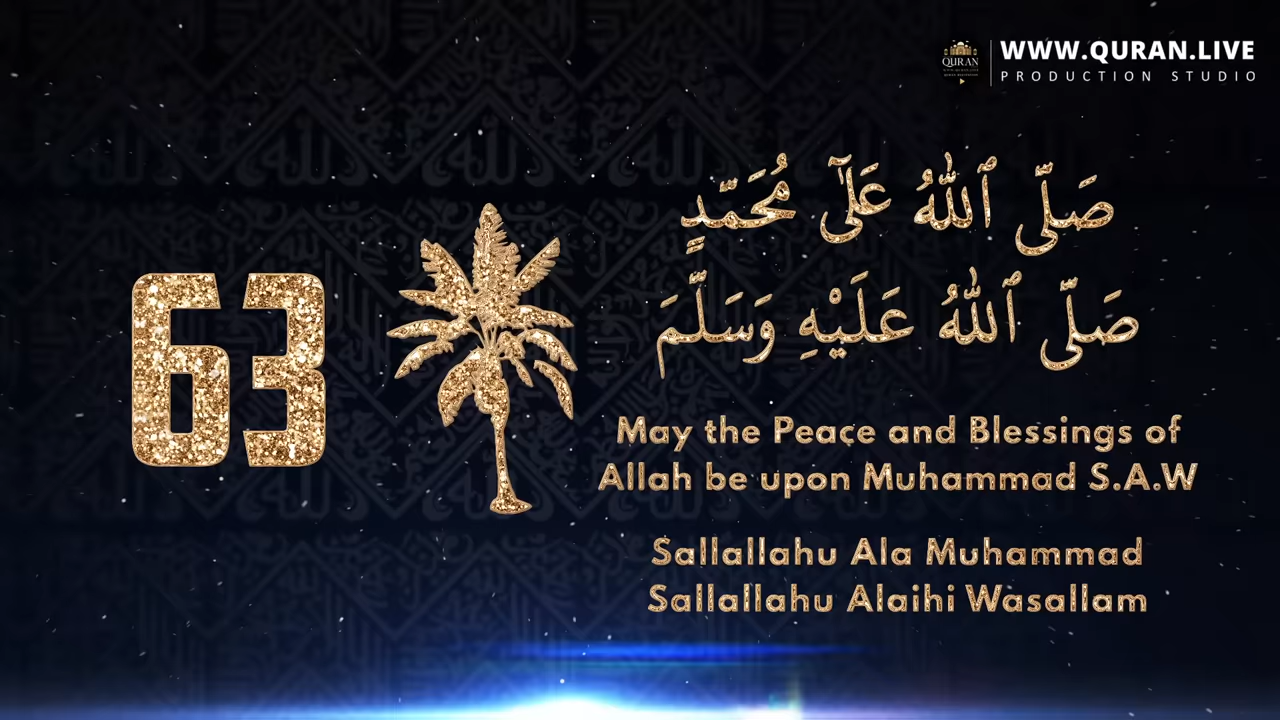 WWW.QURAN.LIVE
PRODUCTION STUDIO
QURAN
63
صَلَّى ٱللَّهُ عَلَىٰ مُحَمَّدٍ
صَلَّى ٱللَّهُ عَلَيْهِ وَسَلَّمَ
May the Peace and Blessings of
Allah be upon Muhammad S.A.W
Sallallahu Ala Muhammad
Sallallahu Alaihi Wasallam